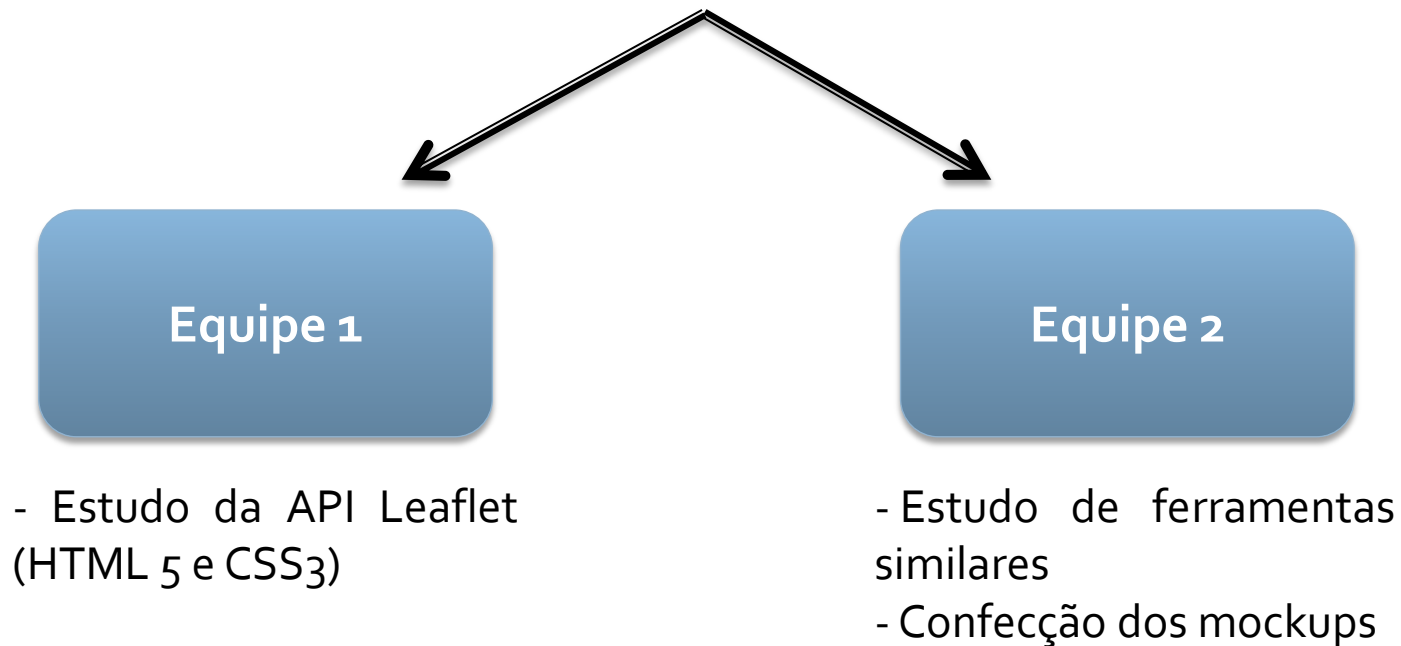 Equipe 1
Equipe 2
- Estudo da API Leaflet
(HTML 5 e CSS3)
- Estudo de ferramentas
similares
- Confecção dos mockups